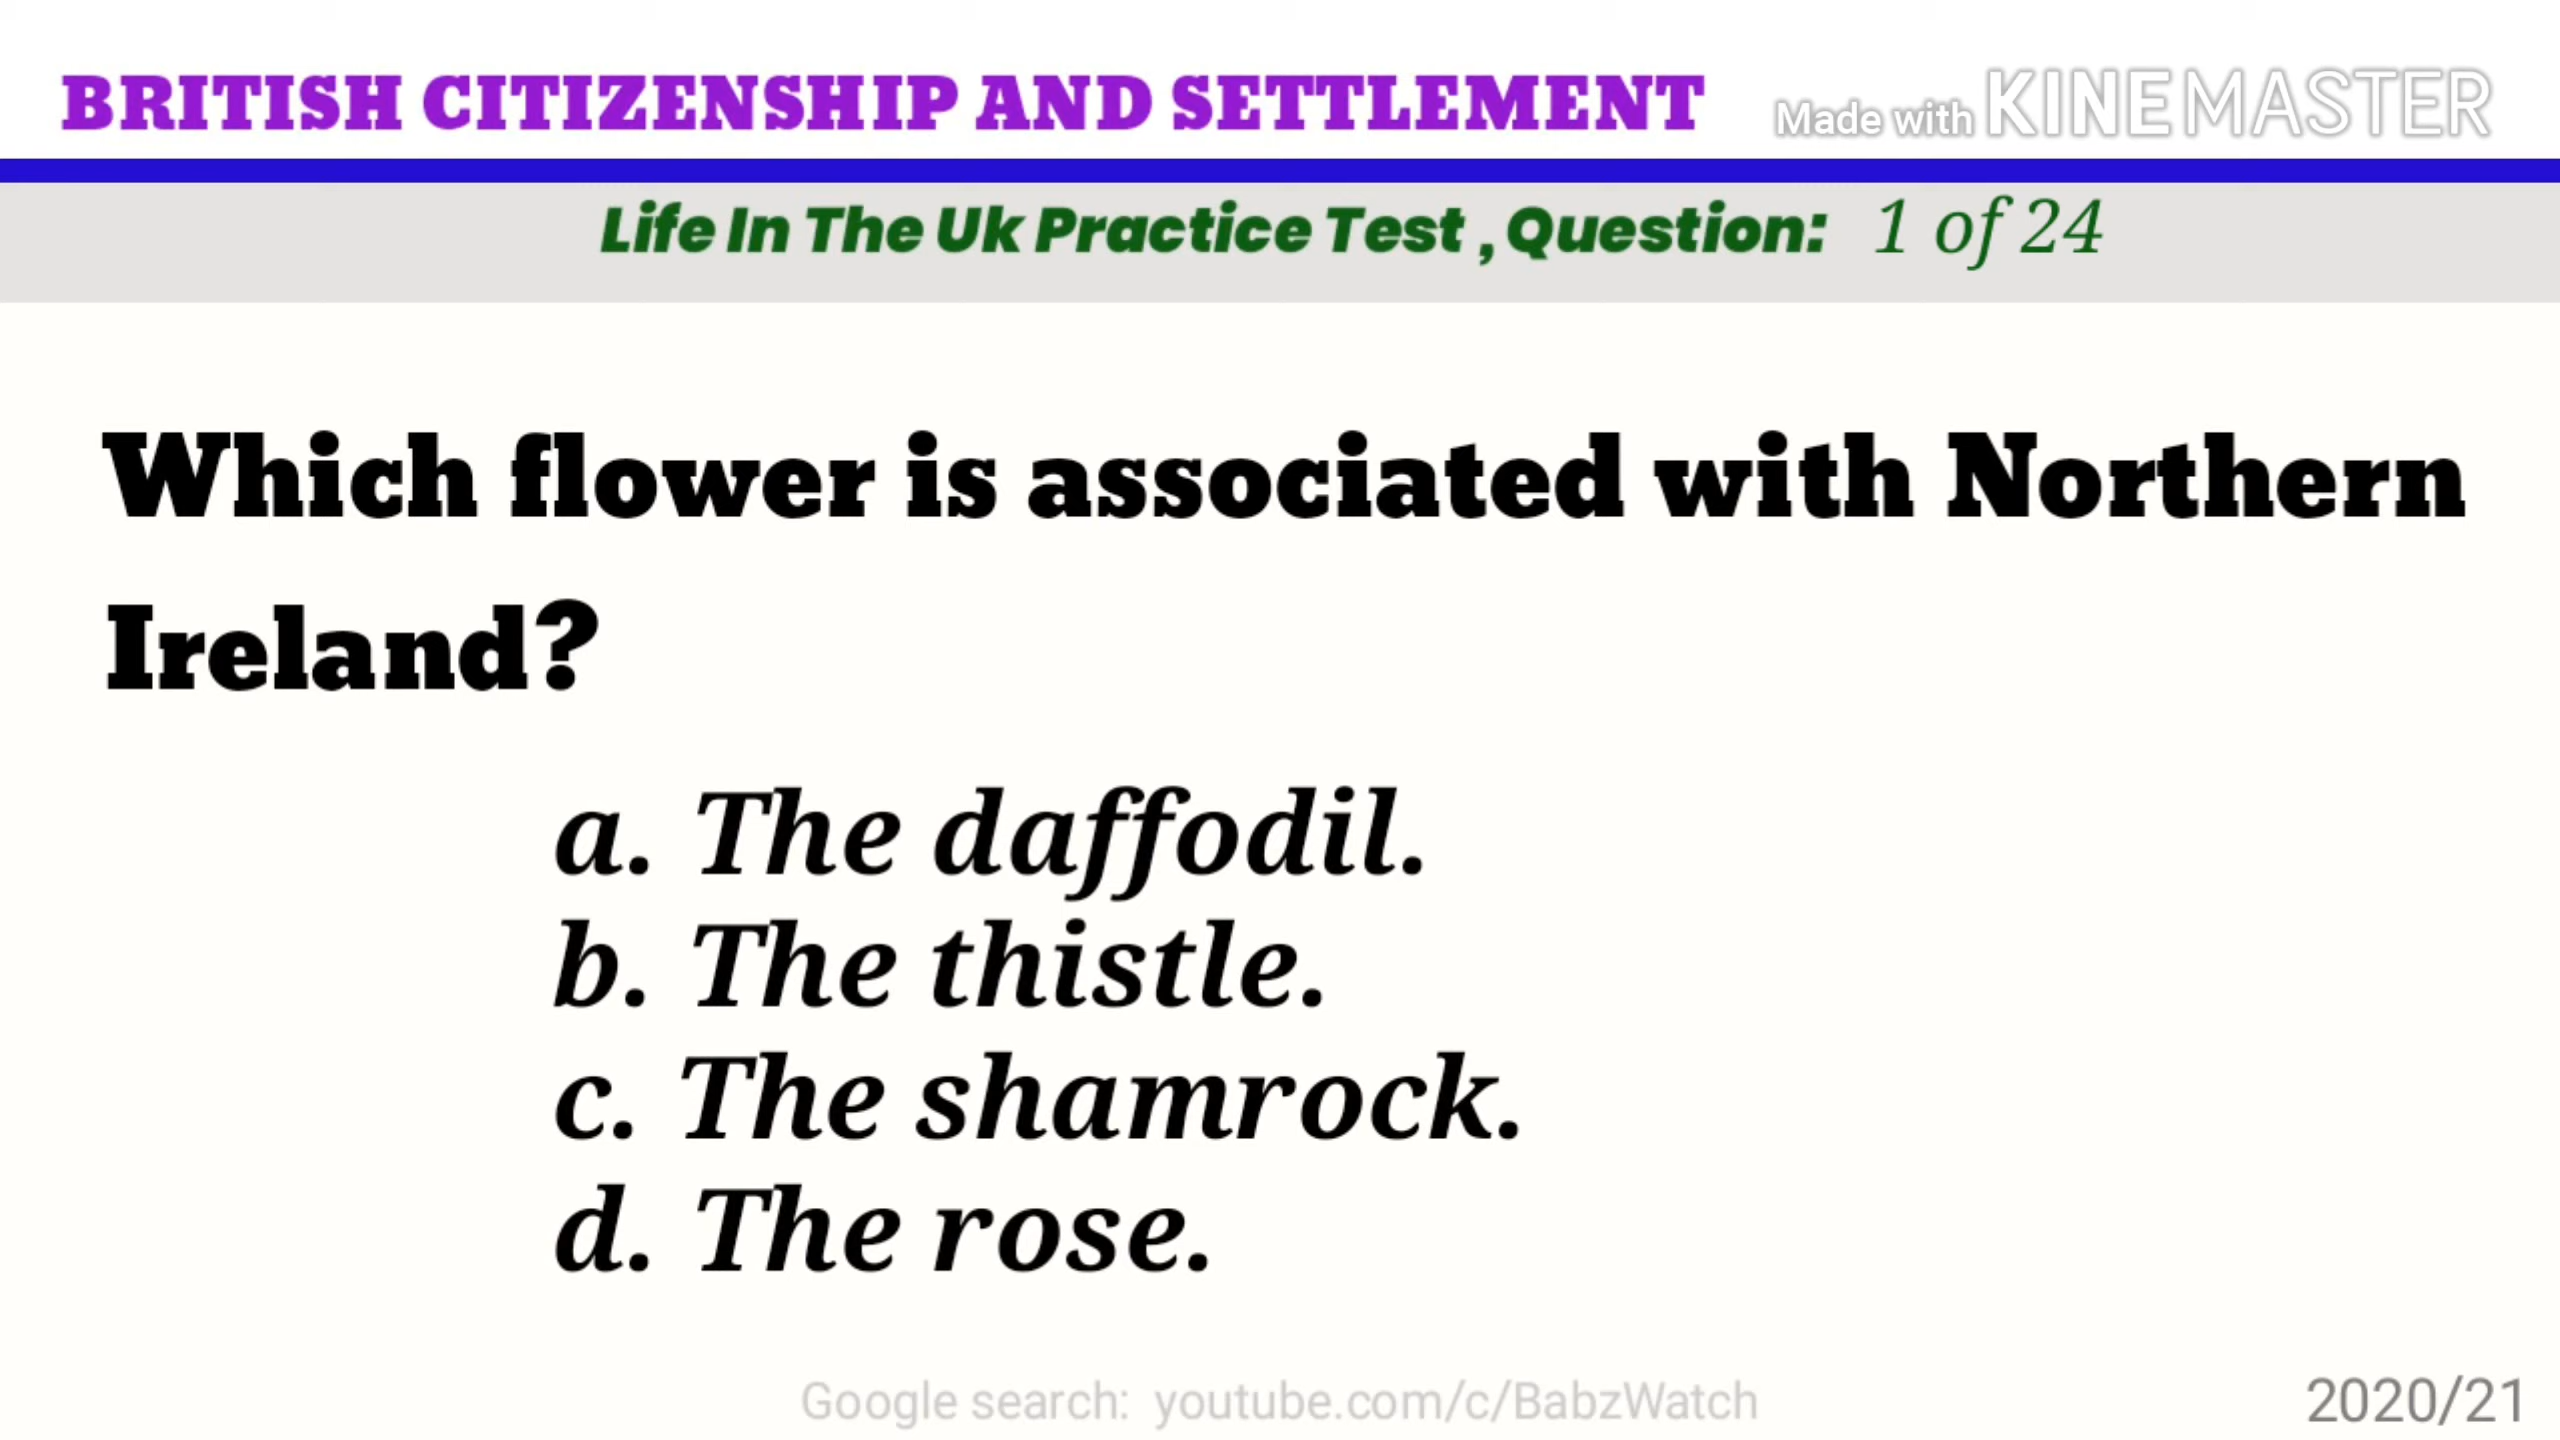 BRITISH CITIZENSHIP AND SETTLEMENT
Made with KINEMASTER
Life In The Uk Practice Test , Question: 1 of 24
Which flower is associated with Northern
Ireland?
a. The daffodil.
b. The thistle.
c. The shamrock.
d. The rose.
Google search: youtube.com/c/BabzWatch
2020/21